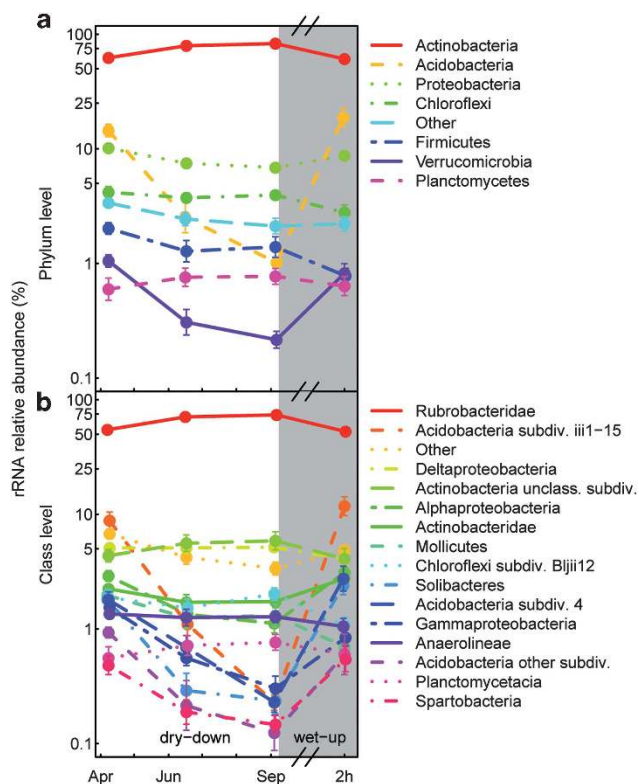 a
100
75
50
25
10
5
1
0.1
Phylum level
Actinobacteria
Acidobacteria
Proteobacteria
Chloroflexi
Other
Firmicutes
Verrucomicrobia
Planctomycetes
rRNA relative abundance (%)
b
100
75
50
25
10
5
1
0.1
Class level
dry-down
wet-up
Apr
Jun
Sep
2h
Rubrobacteridae
Acidobacteria subdiv. iii1-15
Other
Deltaproteobacteria
Actinobacteria unclass. subdiv.
Alphaproteobacteria
Actinobacteridae
Mollicutes
Chloroflexi subdiv. Bljii12
Solibacteres
Acidobacteria subdiv. 4
Gammaproteobacteria
Anaerolineae
Acidobacteria other subdiv.
Planctomycetacia
Spartobacteria